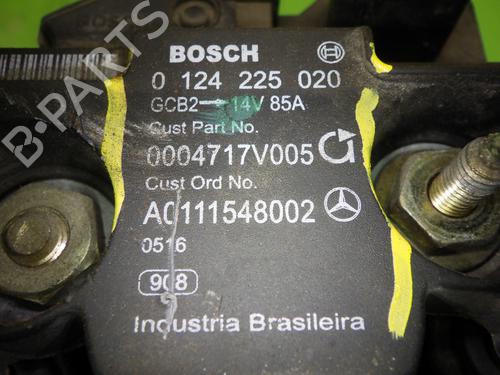 BOSCH
0 124 225 020
GCB2 14V 85A
Cust Part No.
0004717V005
Cust Ord No.
A0111548002
0516
908
Industria Brasileira
B-PARTS